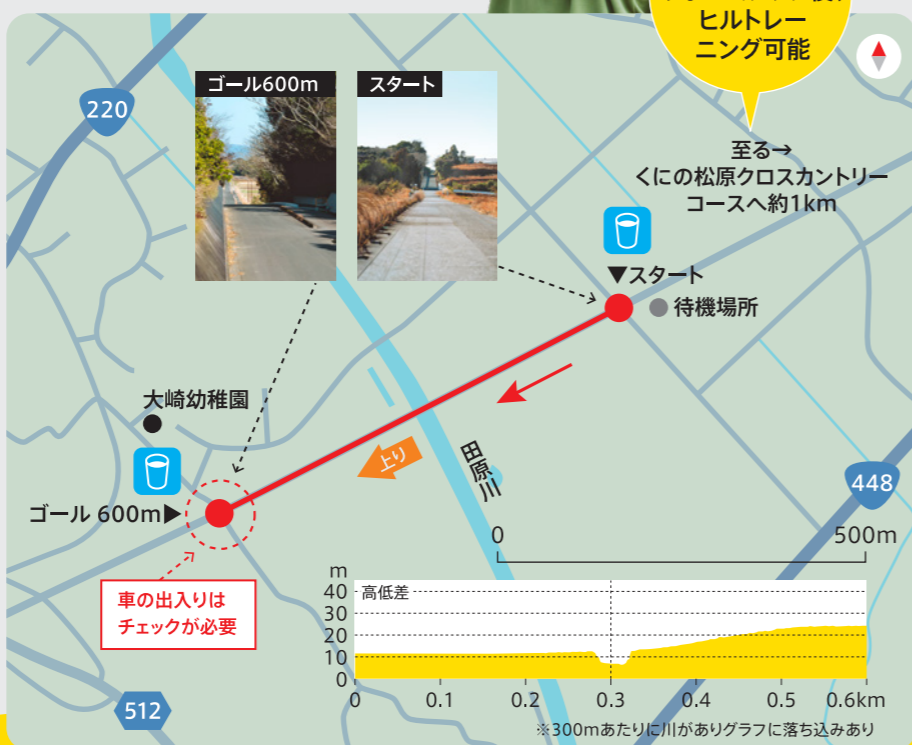 ヒルトレー
ニング可能
220
ゴール600m
スタート
至る→
くにの松原クロスカントリー
コースへ約1km
▼スタート
待機場所
大崎幼稚園
上り
田原川
448
ゴール 600m▶
0 500m
車の出入りは
チェックが必要
m
高低差
40
30
20
10
0
0 0.1 0.2 0.3 0.4 0.5 0.6km
512
※300mあたりに川がありグラフに落ち込みあり